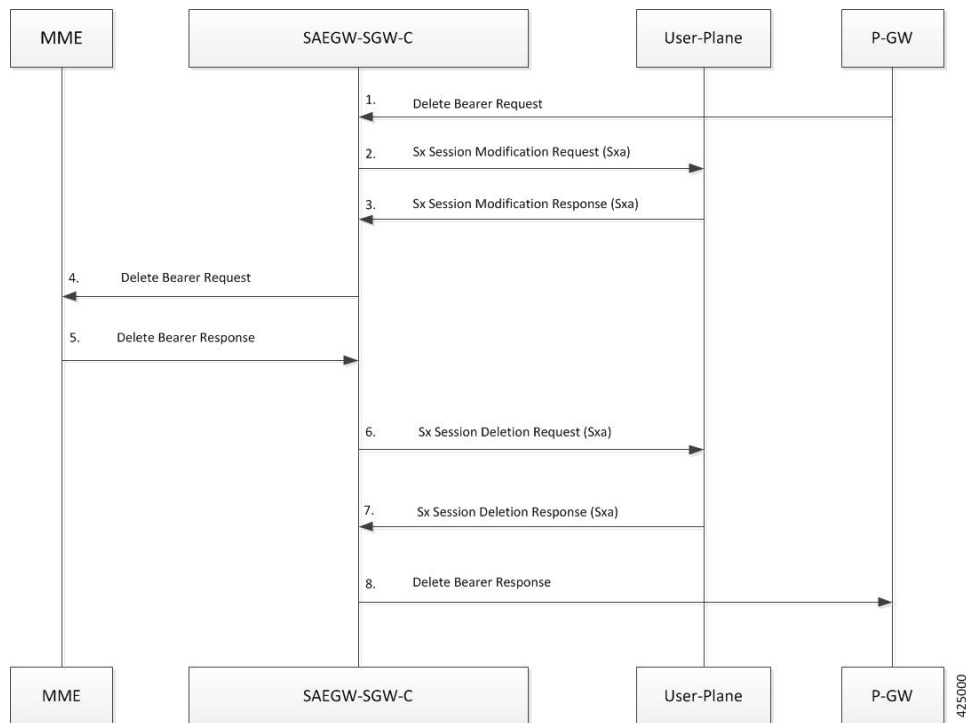 MME
SAEGW-SGW-C
User-Plane
P-GW
1. Delete Bearer Request
2. Sx Session Modification Request (Sxa)
3. Sx Session Modification Response (Sxa)
4. Delete Bearer Request
5. Delete Bearer Response
6. Sx Session Deletion Request (Sxa)
7. Sx Session Deletion Response (Sxa)
8. Delete Bearer Response
MME
SAEGW-SGW-C
User-Plane
P-GW
425000